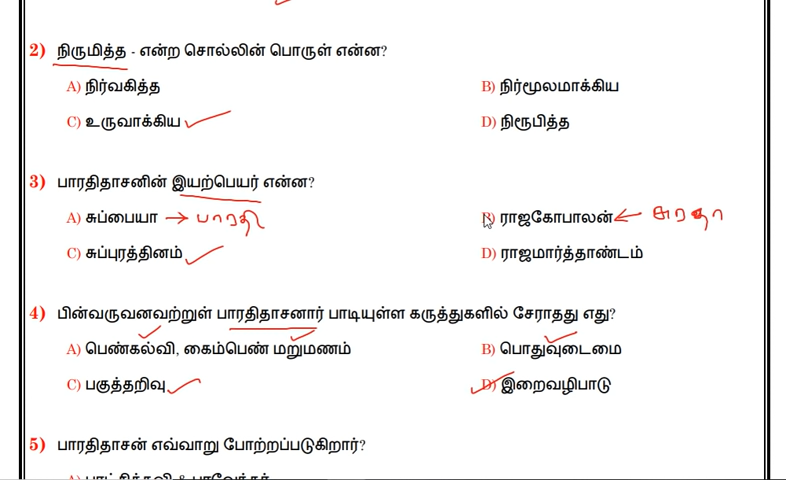 2) நிருமித்த - என்ற சொல்லின் பொருள் என்ன?
A) நிர்வகித்த B) நிர்மூலமாக்கிய
C) உருவாக்கிய D) நிரூபித்த
3) பாரதிதாசனின் இயற்பெயர் என்ன?
A) சுப்பையா → பாரதி B) ராஜகோபாலன் ← சுரதா
C) சுப்புரத்தினம் D) ராஜமார்த்தாண்டம்
4) பின்வருவனவற்றுள் பாரதிதாசனார் பாடியுள்ள கருத்துகளில் சேராதது எது?
A) பெண்கல்வி, கைம்பெண் மறுமணம் B) பொதுவுடைமை
C) பகுத்தறிவு D) இறைவழிபாடு
5) பாரதிதாசன் எவ்வாறு போற்றப்படுகிறார்?